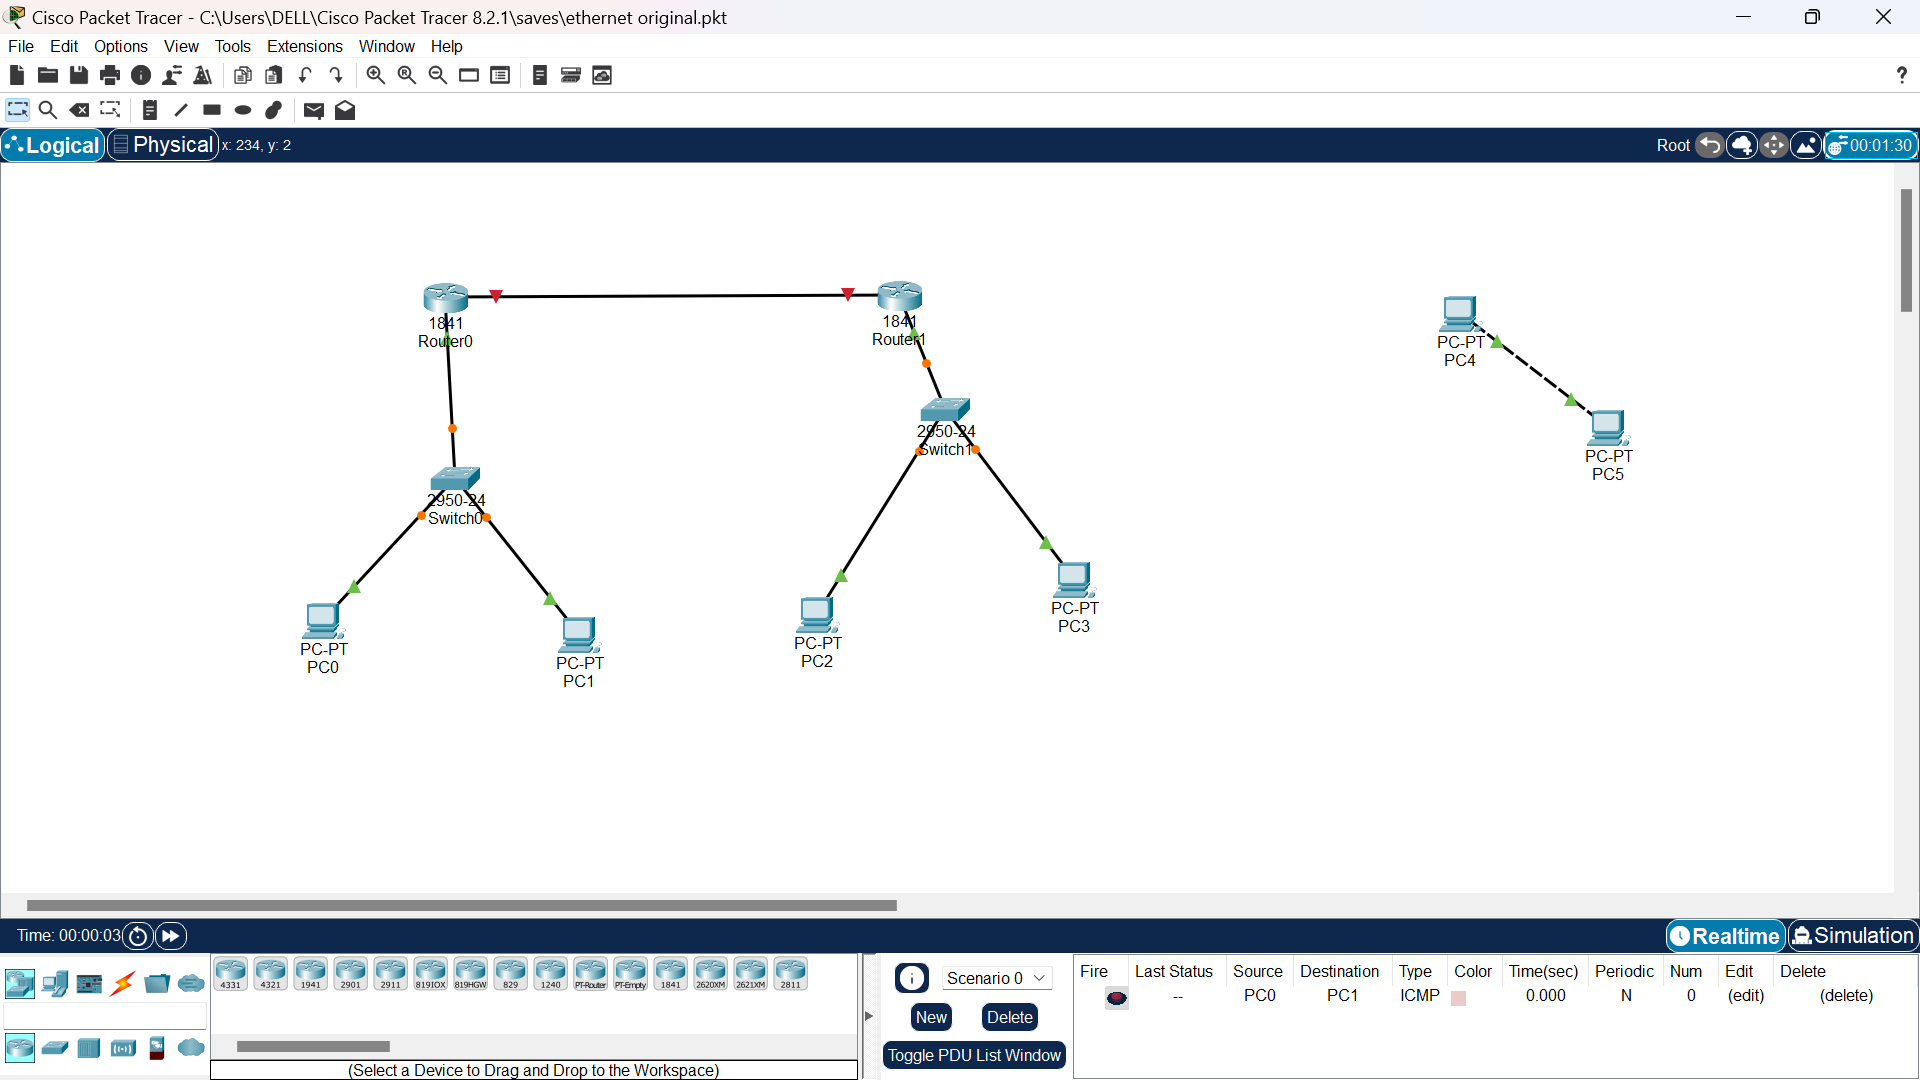 Cisco Packet Tracer - C:\Users\DELL\Cisco Packet Tracer 8.2.1\saves\ethernet original.pkt
File Edit Options View Tools Extensions Window Help
?
Logical Physical x: 234, y: 2 Root 00:01:30
1841
Router0
1841
Router1
PC-PT
PC4
2950-24
Switch1
PC-PT
PC5
2950-24
Switch0
PC-PT
PC3
PC-PT
PC0
PC-PT
PC1
PC-PT
PC2
Time: 00:00:03 Realtime Simulation
4331 4321 1941 2901 2911 819IOX 819HGW 829 1240 PT-Router PT-Empty 1841 2620XM 2621XM 2811
(Select a Device to Drag and Drop to the Workspace)
Scenario 0
New Delete
Toggle PDU List Window
Fire Last Status Source Destination Type Color Time(sec) Periodic Num Edit Delete
-- PC0 PC1 ICMP 0.000 N 0 (edit) (delete)